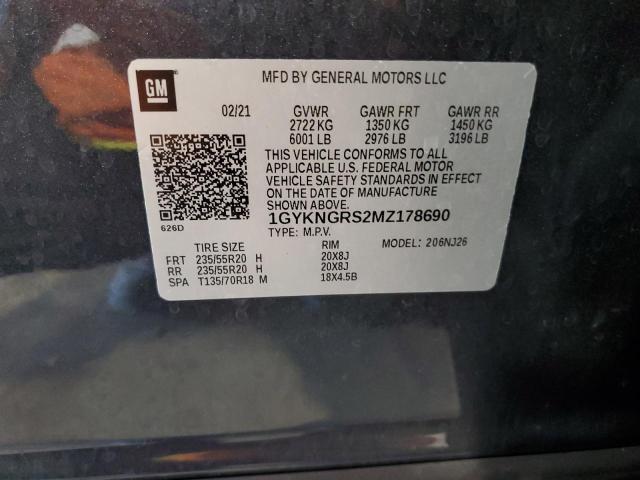 GM
MFD BY GENERAL MOTORS LLC
02/21 GVWR GAWR FRT GAWR RR
2722 KG 1350 KG 1450 KG
6001 LB 2976 LB 3196 LB
THIS VEHICLE CONFORMS TO ALL
APPLICABLE U.S. FEDERAL MOTOR
VEHICLE SAFETY STANDARDS IN EFFECT
ON THE DATE OF MANUFACTURE
SHOWN ABOVE.
626D
1GYKNGRS2MZ178690
TYPE: M.P.V. MODEL: 206NJ26
TIRE SIZE RIM
FRT 235/55R20 H 20X8J
RR 235/55R20 H 20X8J
SPA T135/70R18 M 18X4.5B